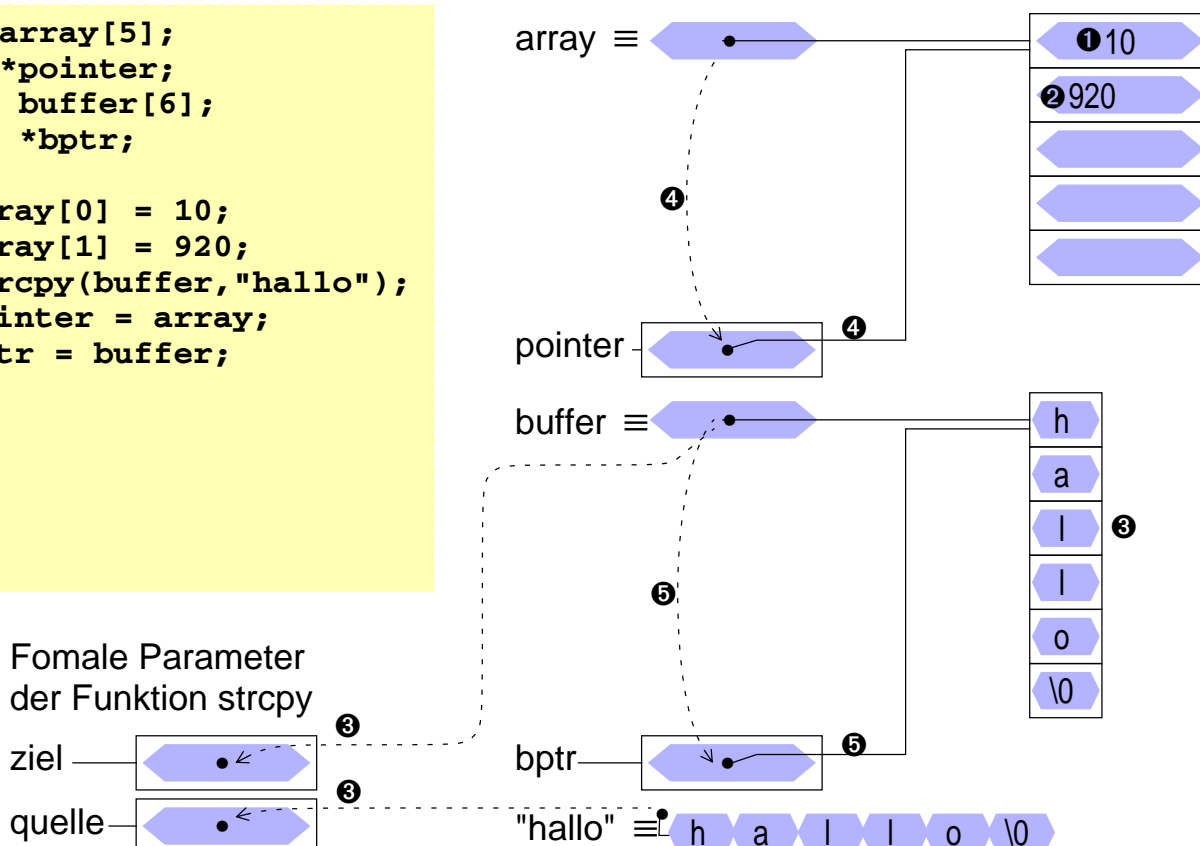 array[5];
*pointer;
buffer[6];
*bptr;
ray[0] = 10;
ray[1] = 920;
rcpy(buffer,"hallo");
inter = array;
tr = buffer;
array ≡
❶10
❷920
❹
pointer
❹
buffer ≡
h
a
l
❸
l
o
\0
❺
Fomale Parameter
der Funktion strcpy
ziel
❸
bptr
❺
quelle
❸
"hallo" ≡ h a l l o \0